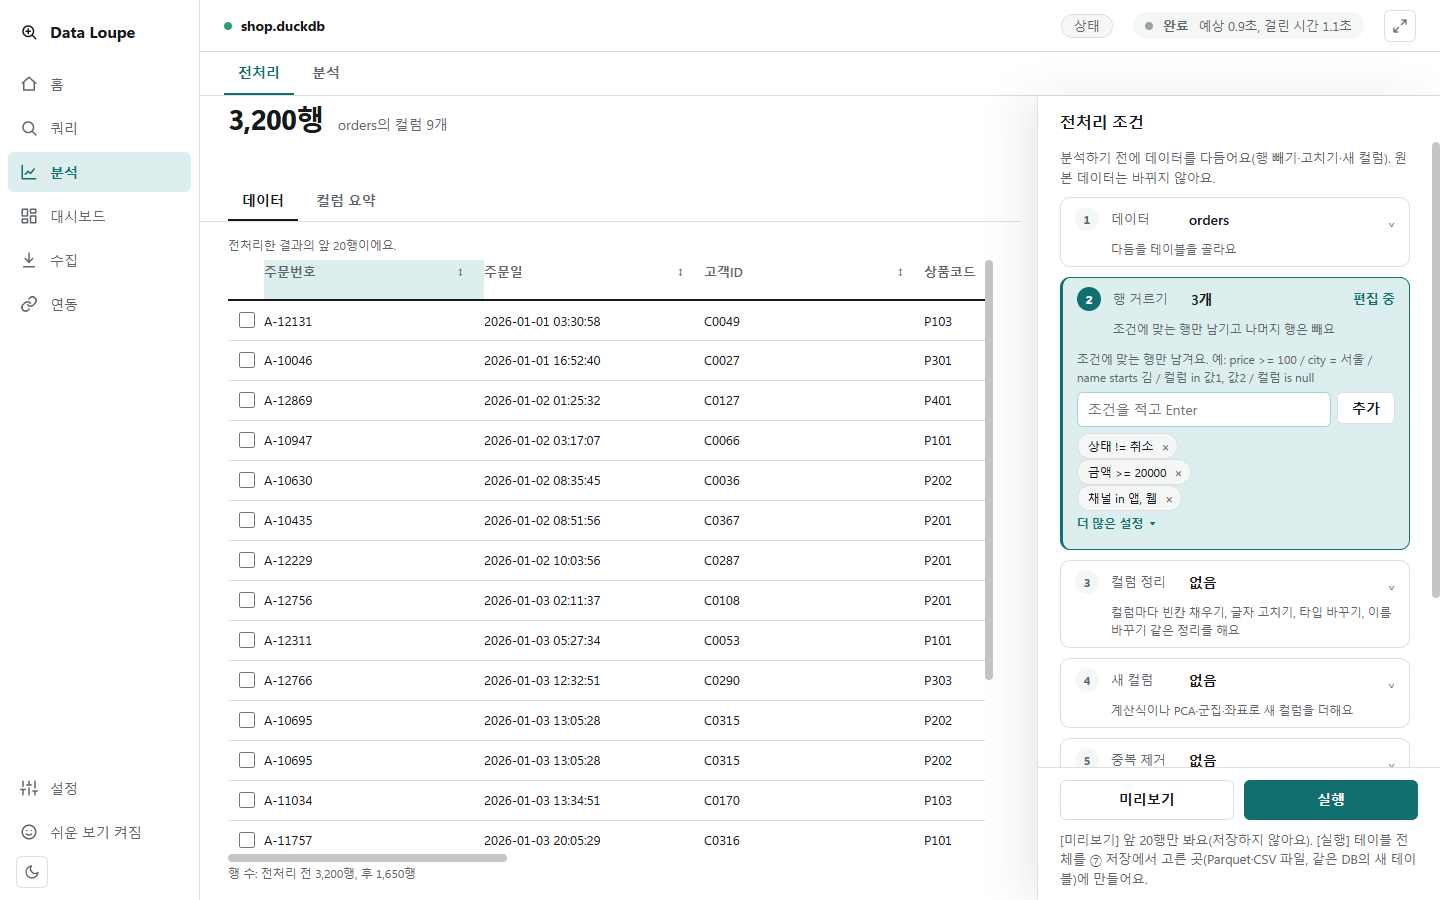 Data Loupe
홈
쿼리
분석
대시보드
수집
연동
설정
쉬운 보기 켜짐
shop.duckdb
상태
완료 예상 0.9초, 걸린 시간 1.1초
전처리 분석
3,200행 orders의 컬럼 9개
데이터 컬럼 요약
전처리한 결과의 앞 20행이에요.
주문번호 ↕ 주문일 ↕ 고객ID ↕ 상품코드
A-12131 2026-01-01 03:30:58 C0049 P103
A-10046 2026-01-01 16:52:40 C0027 P301
A-12869 2026-01-02 01:25:32 C0127 P401
A-10947 2026-01-02 03:17:07 C0066 P101
A-10630 2026-01-02 08:35:45 C0036 P202
A-10435 2026-01-02 08:51:56 C0367 P201
A-12229 2026-01-02 10:03:56 C0287 P201
A-12756 2026-01-03 02:11:37 C0108 P201
A-12311 2026-01-03 05:27:34 C0053 P101
A-12766 2026-01-03 12:32:51 C0290 P303
A-10695 2026-01-03 13:05:28 C0315 P202
A-10695 2026-01-03 13:05:28 C0315 P202
A-11034 2026-01-03 13:34:51 C0170 P103
A-11757 2026-01-03 20:05:29 C0316 P101
행 수: 전처리 전 3,200행, 후 1,650행
전처리 조건
분석하기 전에 데이터를 다듬어요(행 빼기·고치기·새 컬럼). 원
본 데이터는 바뀌지 않아요.
1 데이터 orders
다듬을 테이블을 골라요
2 행 거르기 3개 편집 중
조건에 맞는 행만 남기고 나머지 행은 빼요
조건에 맞는 행만 남겨요. 예: price >= 100 / city = 서울 /
name starts 김 / 컬럼 in 값1, 값2 / 컬럼 is null
조건을 적고 Enter 추가
상태 != 취소 ×
금액 >= 20000 ×
채널 in 앱, 웹 ×
더 많은 설정 ▾
3 컬럼 정리 없음
컬럼마다 빈칸 채우기, 글자 고치기, 타입 바꾸기, 이름
바꾸기 같은 정리를 해요
4 새 컬럼 없음
계산식이나 PCA·군집·좌표로 새 컬럼을 더해요
5 중복 제거 없음
미리보기 실행
[미리보기] 앞 20행만 봐요(저장하지 않아요). [실행] 테이블 전
체를 ⑦ 저장에서 고른 곳(Parquet·CSV 파일, 같은 DB의 새 테이
블)에 만들어요.